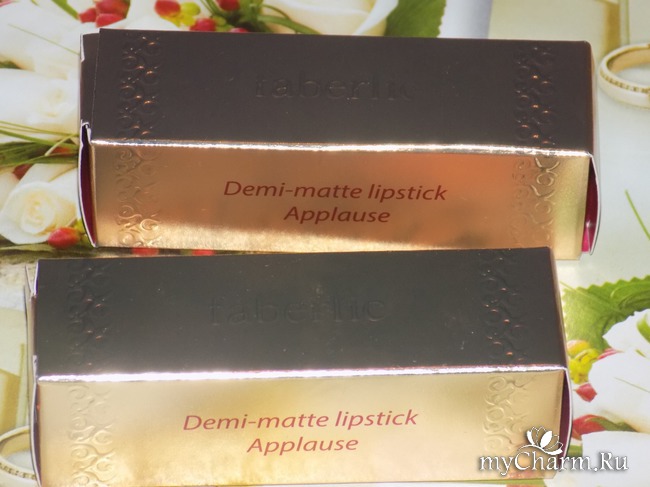 faberlic
Demi-matte lipstick
Applause
faberlic
Demi-matte lipstick
Applause
myCharm.Ru